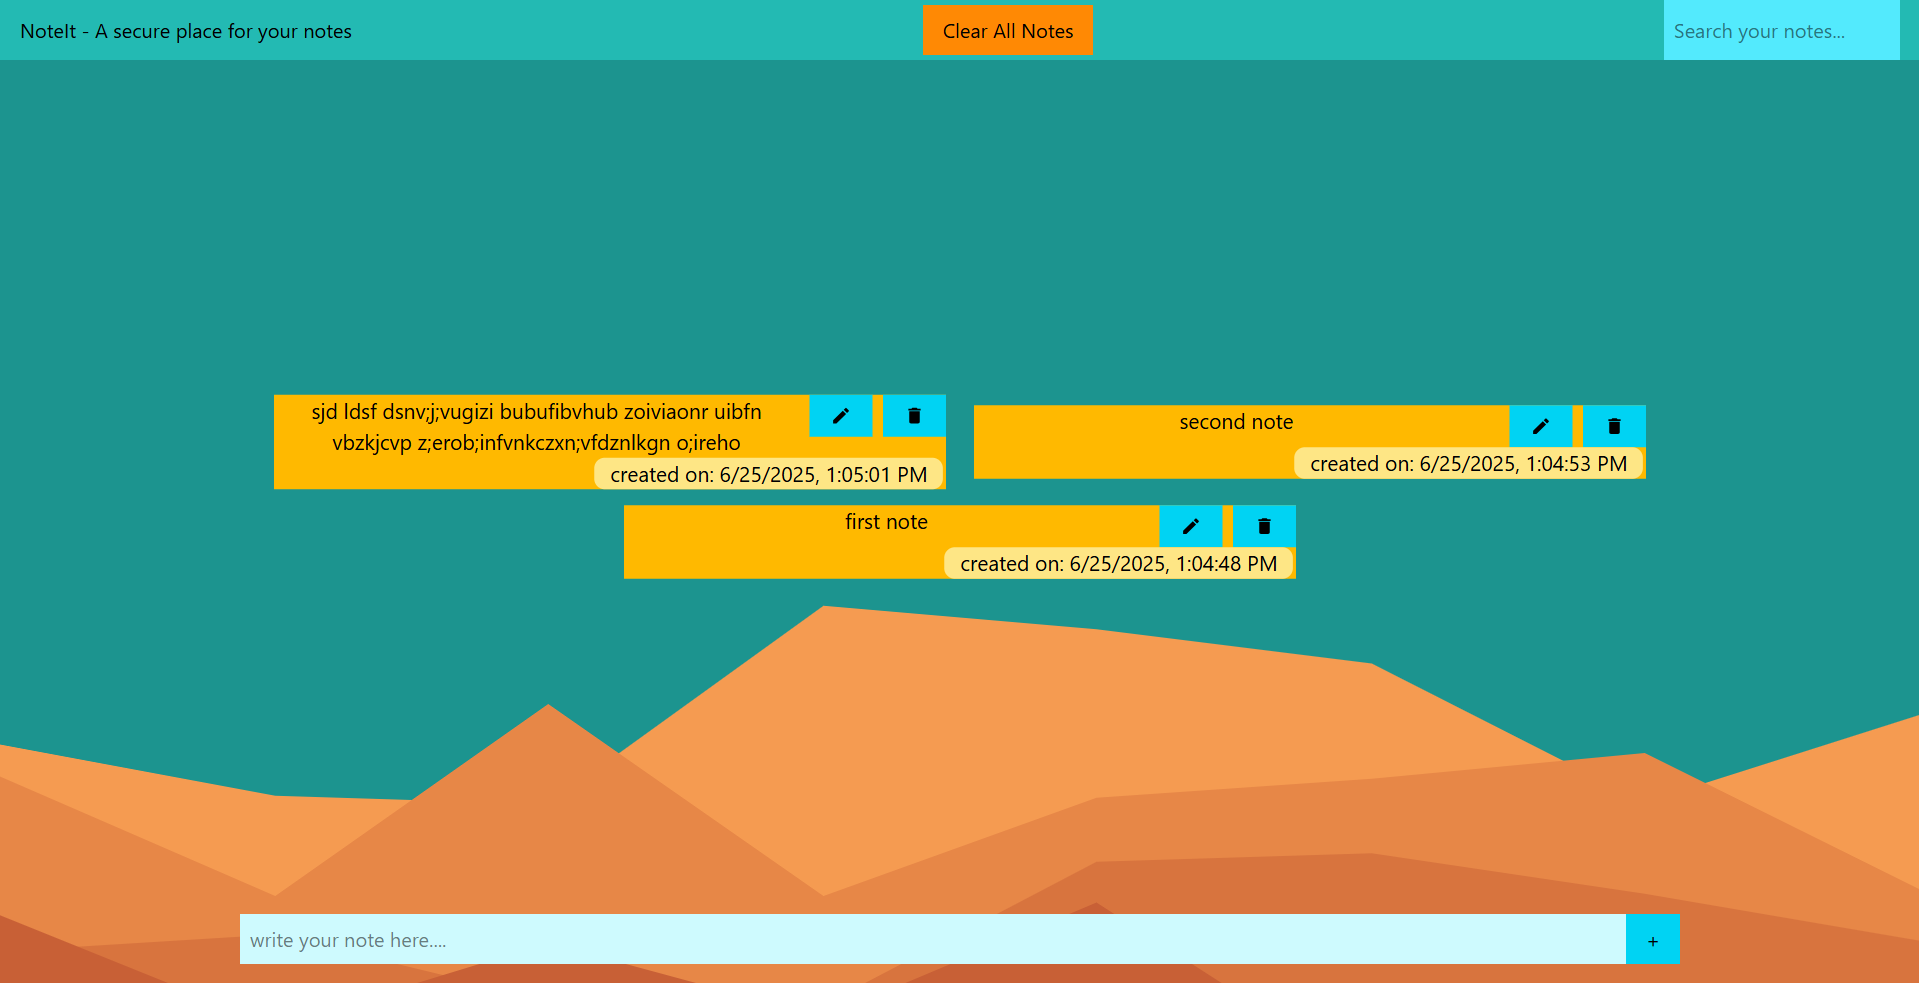 NoteIt - A secure place for your notes
Clear All Notes
Search your notes...
sjd ldsf dsnv;j;vugizi bubufibvhub zoiviaonr uibfn
vbzkjcvp z;erob;infvnkczxn;vfdznlkgn o;ireho
created on: 6/25/2025, 1:05:01 PM
second note
created on: 6/25/2025, 1:04:53 PM
first note
created on: 6/25/2025, 1:04:48 PM
write your note here....
+